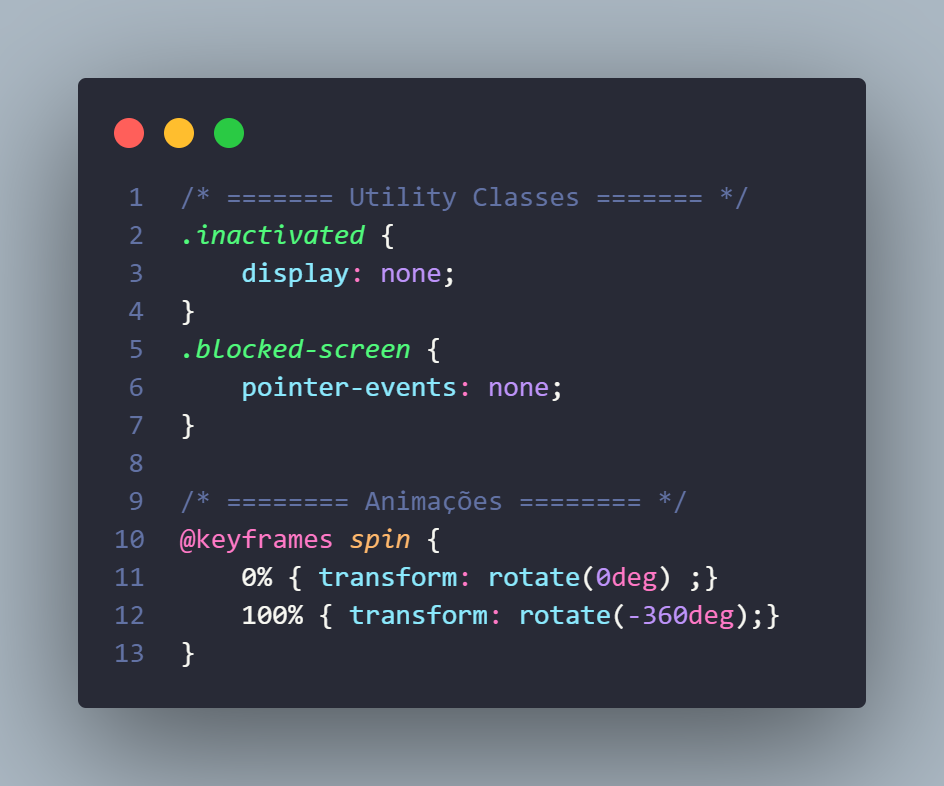 1 /* ======= Utility Classes ======= */
2 .inactivated {
3     display: none;
4 }
5 .blocked-screen {
6     pointer-events: none;
7 }
8
9 /* ======== Animações ======== */
10 @keyframes spin {
11     0% { transform: rotate(0deg) ;}
12     100% { transform: rotate(-360deg);}
13 }